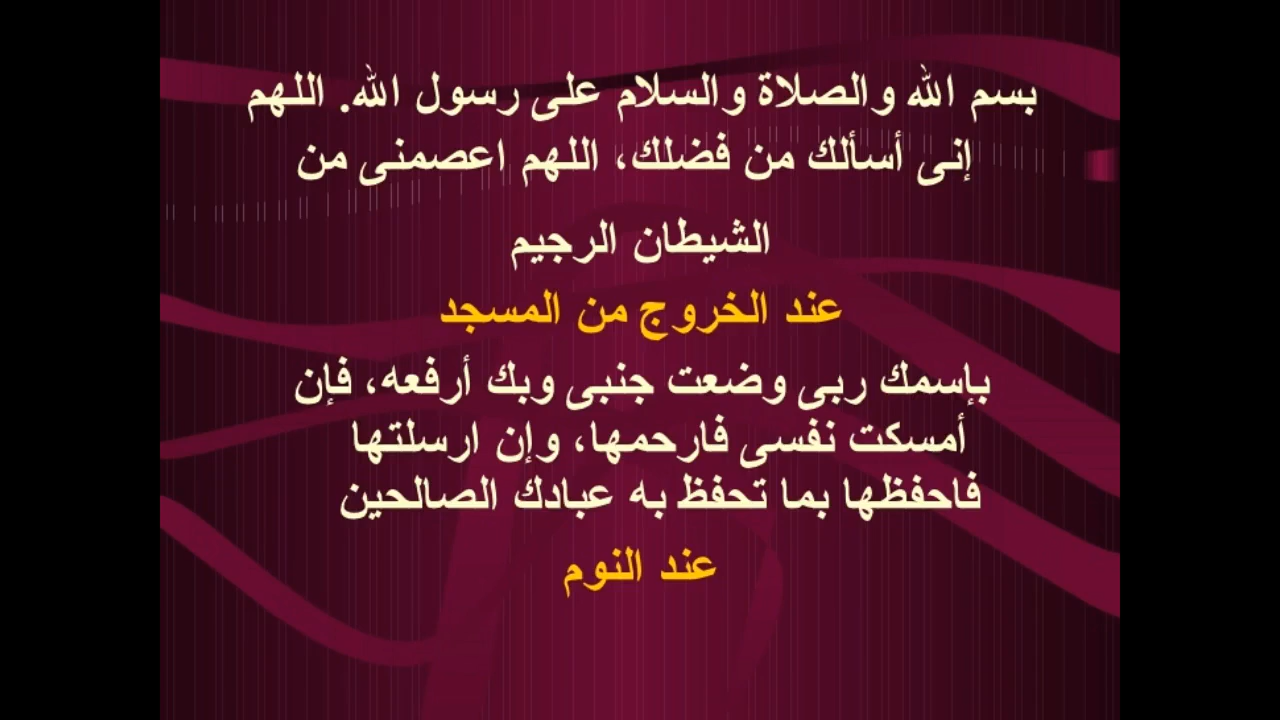 بسم الله والصلاة والسلام على رسول الله. اللهم
إنى أسألك من فضلك، اللهم اعصمنى من
الشيطان الرجيم
عند الخروج من المسجد
بإسمك ربى وضعت جنبى وبك أرفعه، فإن
أمسكت نفسى فارحمها، وإن ارسلتها
فاحفظها بما تحفظ به عبادك الصالحين
عند النوم